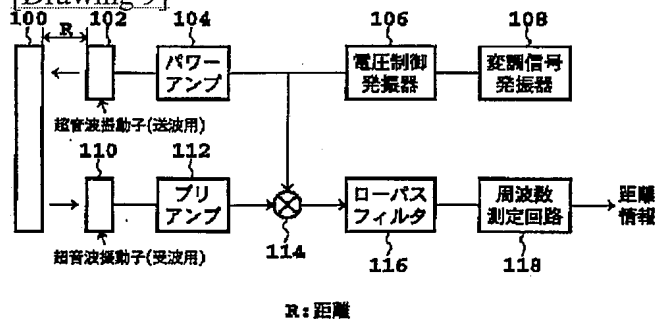 [Drawing 9]
100 102 104 106 108
R
パワー
アンプ
電圧制御
発振器
変調信号
発振器
超音波振動子(送波用)
110 112
プリ
アンプ
ローパス
フィルタ
周波数
測定回路
距離
情報
114
超音波振動子(受波用)
116 118
R:距離